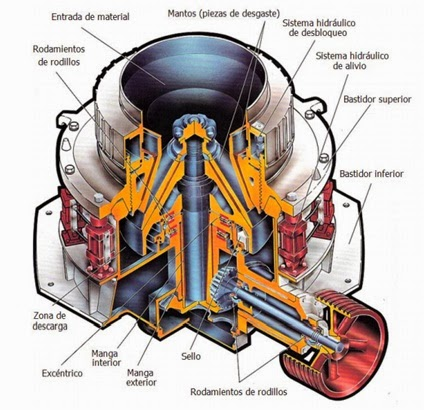 Entrada de material
Mantos (piezas de desgaste)
Sistema hidráulico
de desbloqueo
Rodamientos
de rodillos
Sistema hidráulico
de alivio
Bastidor superior
Bastidor inferior
Zona de
descarga
Excéntrico
Manga
interior
Manga
exterior
Sello
Rodamientos de rodillos